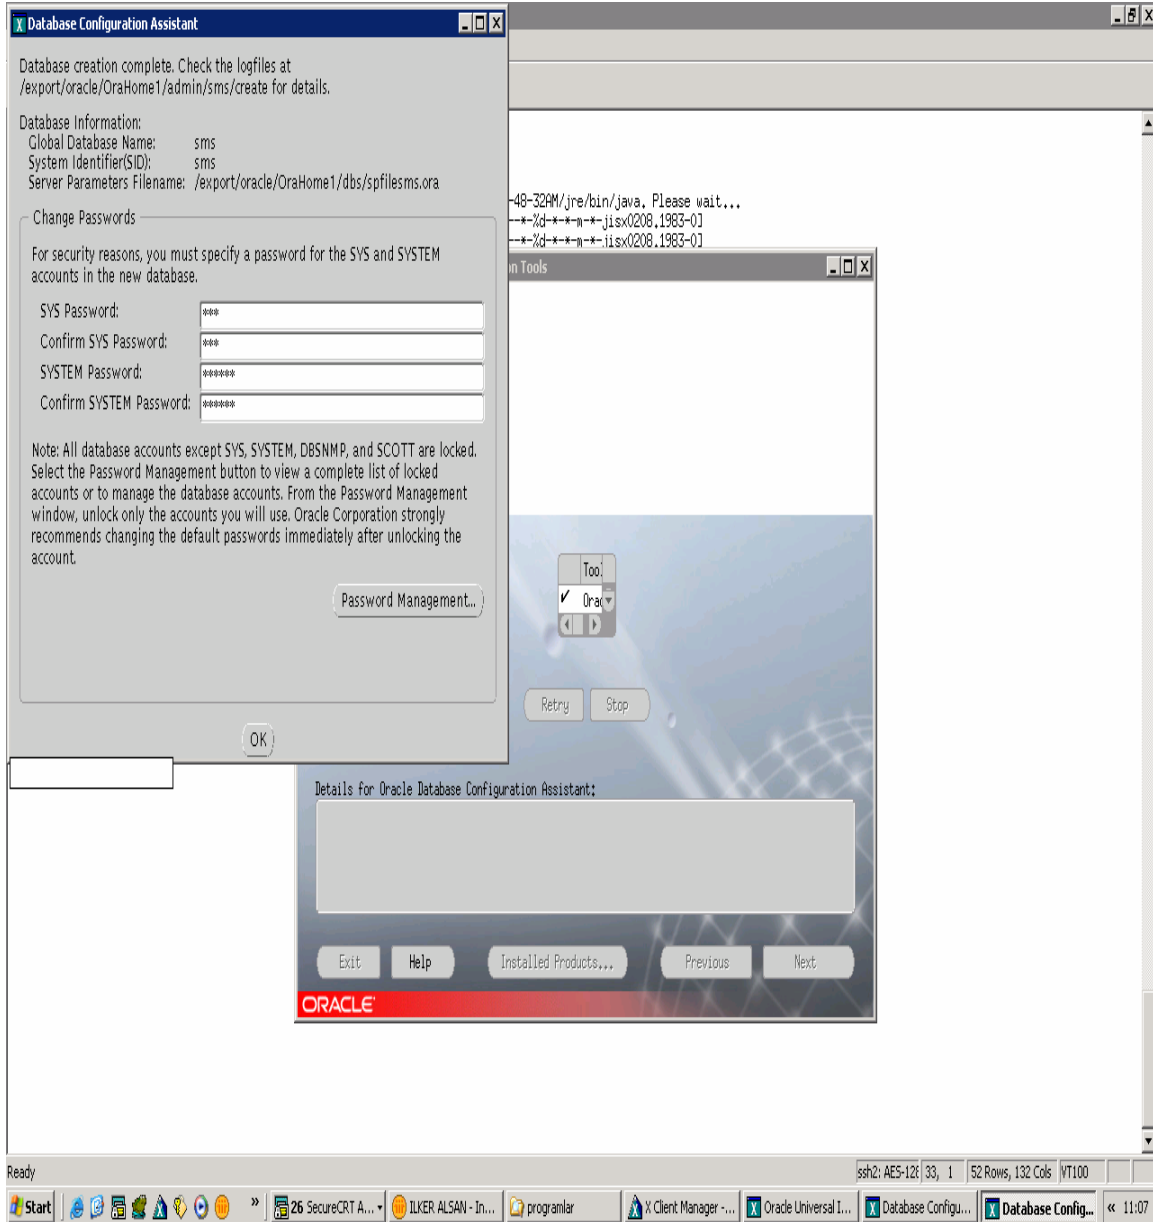 Database Configuration Assistant
Database creation complete. Check the logfiles at
/export/oracle/OraHome1/admin/sms/create for details.
Database Information:
Global Database Name: sms
System Identifier(SID): sms
Server Parameters Filename: /export/oracle/OraHome1/dbs/spfilesms.ora
Change Passwords
For security reasons, you must specify a password for the SYS and SYSTEM
accounts in the new database.
SYS Password: ***
Confirm SYS Password: ***
SYSTEM Password: ******
Confirm SYSTEM Password: ******
Note: All database accounts except SYS, SYSTEM, DBSNMP, and SCOTT are locked.
Select the Password Management button to view a complete list of locked
accounts or to manage the database accounts. From the Password Management
window, unlock only the accounts you will use. Oracle Corporation strongly
recommends changing the default passwords immediately after unlocking the
account.
Password Management...
OK
-48-32AM/jre/bin/java. Please wait...
--*-%d-*-*-m-*-jisx0208.1983-0]
--*-%d-*-*-m-*-jisx0208.1983-0]
on Tools
Tool
Orac
Retry Stop
Details for Oracle Database Configuration Assistant:
Exit Help Installed Products... Previous Next
ORACLE
Ready ssh2: AES-128 33, 1 52 Rows, 132 Cols VT100
Start » 26 SecureCRT A... ILKER ALSAN - In... programlar X Client Manager -... Oracle Universal I... Database Configu... Database Config... « 11:07